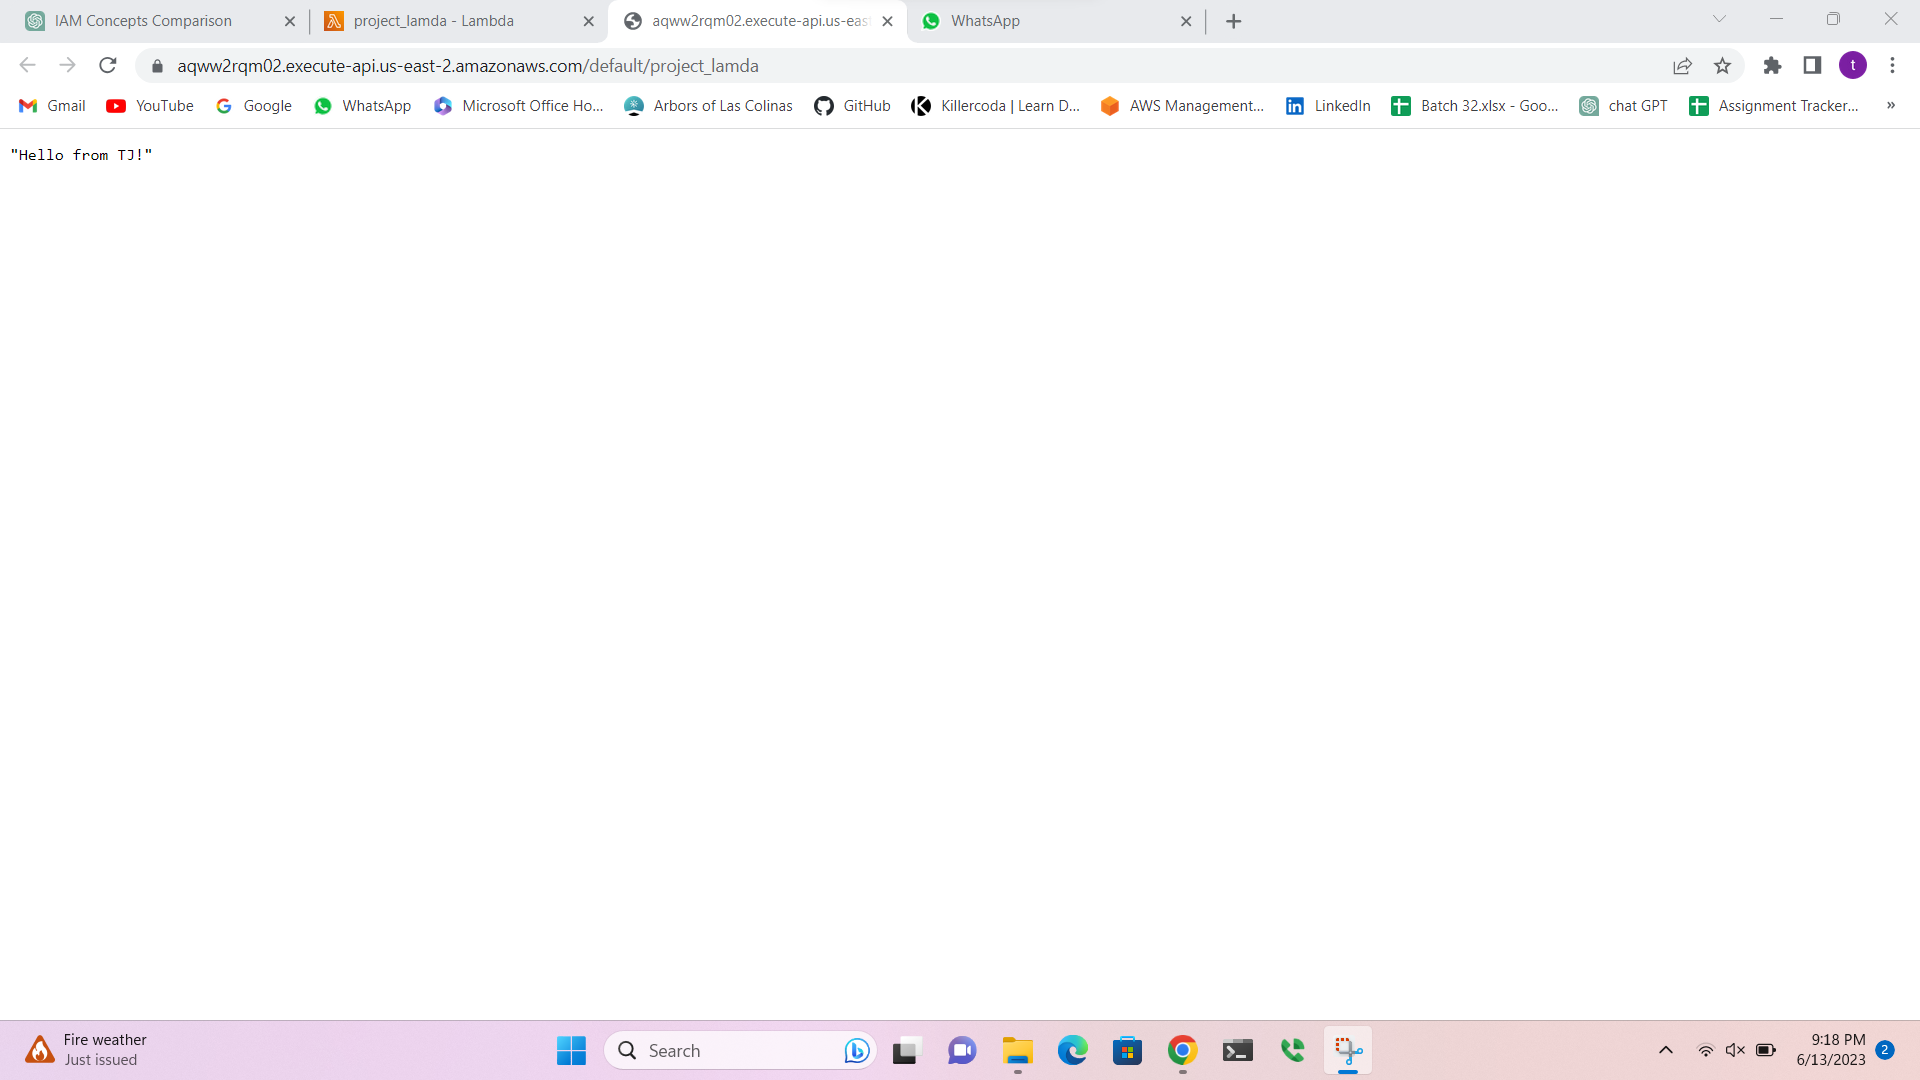 IAM Concepts Comparison
project_lamda - Lambda
aqww2rqm02.execute-api.us-east
WhatsApp
aqww2rqm02.execute-api.us-east-2.amazonaws.com/default/project_lamda
t
Gmail
YouTube
Google
WhatsApp
Microsoft Office Ho...
Arbors of Las Colinas
GitHub
Killercoda | Learn D...
AWS Management...
LinkedIn
Batch 32.xlsx - Goo...
chat GPT
Assignment Tracker...
»
"Hello from TJ!"
Fire weather
Just issued
Search
9:18 PM
6/13/2023
2